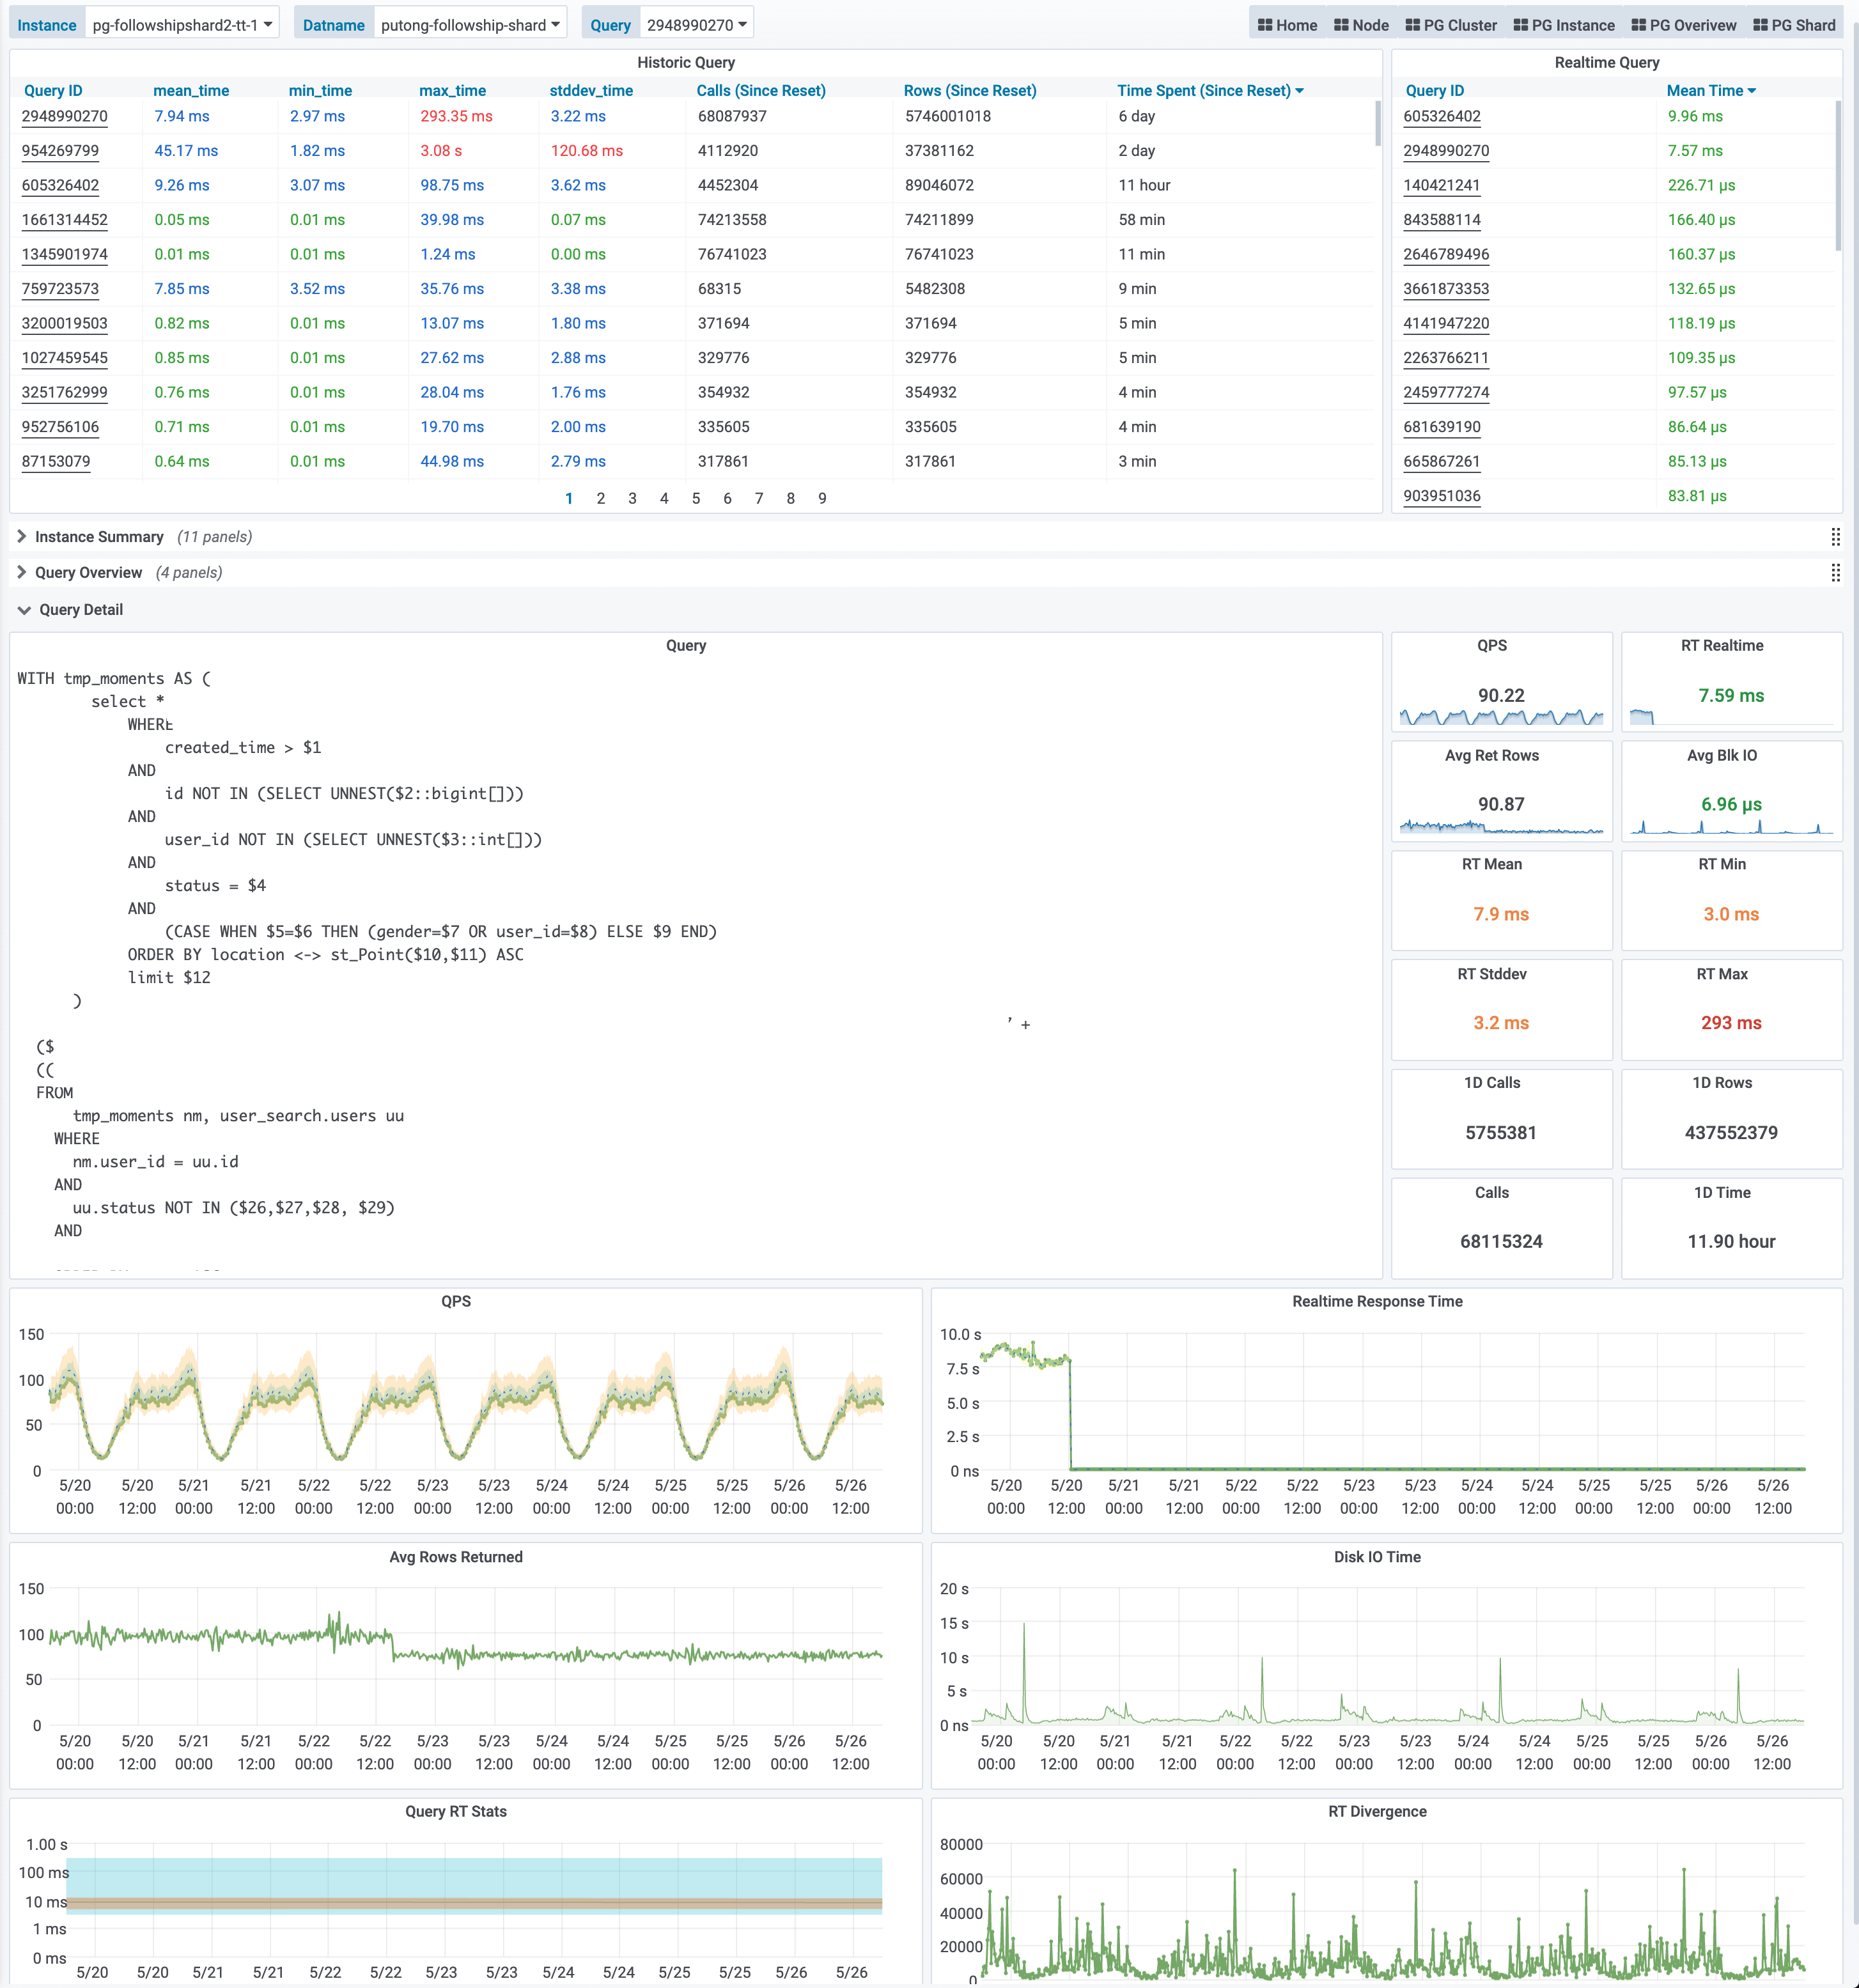 Instance pg-followshipshard2-tt-1 Datname putong-followship-shard Query 2948990270 Home Node PG Cluster PG Instance PG Overivew PG Shard
Historic Query
Query ID mean_time min_time max_time stddev_time Calls (Since Reset) Rows (Since Reset) Time Spent (Since Reset)
2948990270 7.94 ms 2.97 ms 293.35 ms 3.22 ms 68087937 5746001018 6 day
954269799 45.17 ms 1.82 ms 3.08 s 120.68 ms 4112920 37381162 2 day
605326402 9.26 ms 3.07 ms 98.75 ms 3.62 ms 4452304 89046072 11 hour
1661314452 0.05 ms 0.01 ms 39.98 ms 0.07 ms 74213558 74211899 58 min
1345901974 0.01 ms 0.01 ms 1.24 ms 0.00 ms 76741023 76741023 11 min
759723573 7.85 ms 3.52 ms 35.76 ms 3.38 ms 68315 5482308 9 min
3200019503 0.82 ms 0.01 ms 13.07 ms 1.80 ms 371694 371694 5 min
1027459545 0.85 ms 0.01 ms 27.62 ms 2.88 ms 329776 329776 5 min
3251762999 0.76 ms 0.01 ms 28.04 ms 1.76 ms 354932 354932 4 min
952756106 0.71 ms 0.01 ms 19.70 ms 2.00 ms 335605 335605 4 min
87153079 0.64 ms 0.01 ms 44.98 ms 2.79 ms 317861 317861 3 min
1 2 3 4 5 6 7 8 9
Realtime Query
Query ID Mean Time
605326402 9.96 ms
2948990270 7.57 ms
140421241 226.71 µs
843588114 166.40 µs
2646789496 160.37 µs
3661873353 132.65 µs
4141947220 118.19 µs
2263766211 109.35 µs
2459777274 97.57 µs
681639190 86.64 µs
665867261 85.13 µs
903951036 83.81 µs
Instance Summary (11 panels)
Query Overview (4 panels)
Query Detail
Query
WITH tmp_moments AS (
select *
WHERE
created_time > $1
AND
id NOT IN (SELECT UNNEST($2::bigint[]))
AND
user_id NOT IN (SELECT UNNEST($3::int[]))
AND
status = $4
AND
(CASE WHEN $5=$6 THEN (gender=$7 OR user_id=$8) ELSE $9 END)
ORDER BY location <-> st_Point($10,$11) ASC
limit $12
)
' +
($
((
FROM
tmp_moments nm, user_search.users uu
WHERE
nm.user_id = uu.id
AND
uu.status NOT IN ($26,$27,$28, $29)
AND
QPS
90.22
RT Realtime
7.59 ms
Avg Ret Rows
90.87
Avg Blk IO
6.96 µs
RT Mean
7.9 ms
RT Min
3.0 ms
RT Stddev
3.2 ms
RT Max
293 ms
1D Calls
5755381
1D Rows
437552379
Calls
68115324
1D Time
11.90 hour
QPS
150
100
50
0
5/20 5/20 5/21 5/21 5/22 5/22 5/23 5/23 5/24 5/24 5/25 5/25 5/26 5/26
00:00 12:00 00:00 12:00 00:00 12:00 00:00 12:00 00:00 12:00 00:00 12:00 00:00 12:00
Realtime Response Time
10.0 s
7.5 s
5.0 s
2.5 s
0 ns
5/20 5/20 5/21 5/21 5/22 5/22 5/23 5/23 5/24 5/24 5/25 5/25 5/26 5/26
00:00 12:00 00:00 12:00 00:00 12:00 00:00 12:00 00:00 12:00 00:00 12:00 00:00 12:00
Avg Rows Returned
150
100
50
0
5/20 5/20 5/21 5/21 5/22 5/22 5/23 5/23 5/24 5/24 5/25 5/25 5/26 5/26
00:00 12:00 00:00 12:00 00:00 12:00 00:00 12:00 00:00 12:00 00:00 12:00 00:00 12:00
Disk IO Time
20 s
15 s
10 s
5 s
0 ns
5/20 5/20 5/21 5/21 5/22 5/22 5/23 5/23 5/24 5/24 5/25 5/25 5/26 5/26
00:00 12:00 00:00 12:00 00:00 12:00 00:00 12:00 00:00 12:00 00:00 12:00 00:00 12:00
Query RT Stats
1.00 s
100 ms
10 ms
1 ms
0 ms
5/20 5/20 5/21 5/21 5/22 5/22 5/23 5/23 5/24 5/24 5/25 5/25 5/26 5/26
RT Divergence
80000
60000
40000
20000
0
5/20 5/20 5/21 5/21 5/22 5/22 5/23 5/23 5/24 5/24 5/25 5/25 5/26 5/26